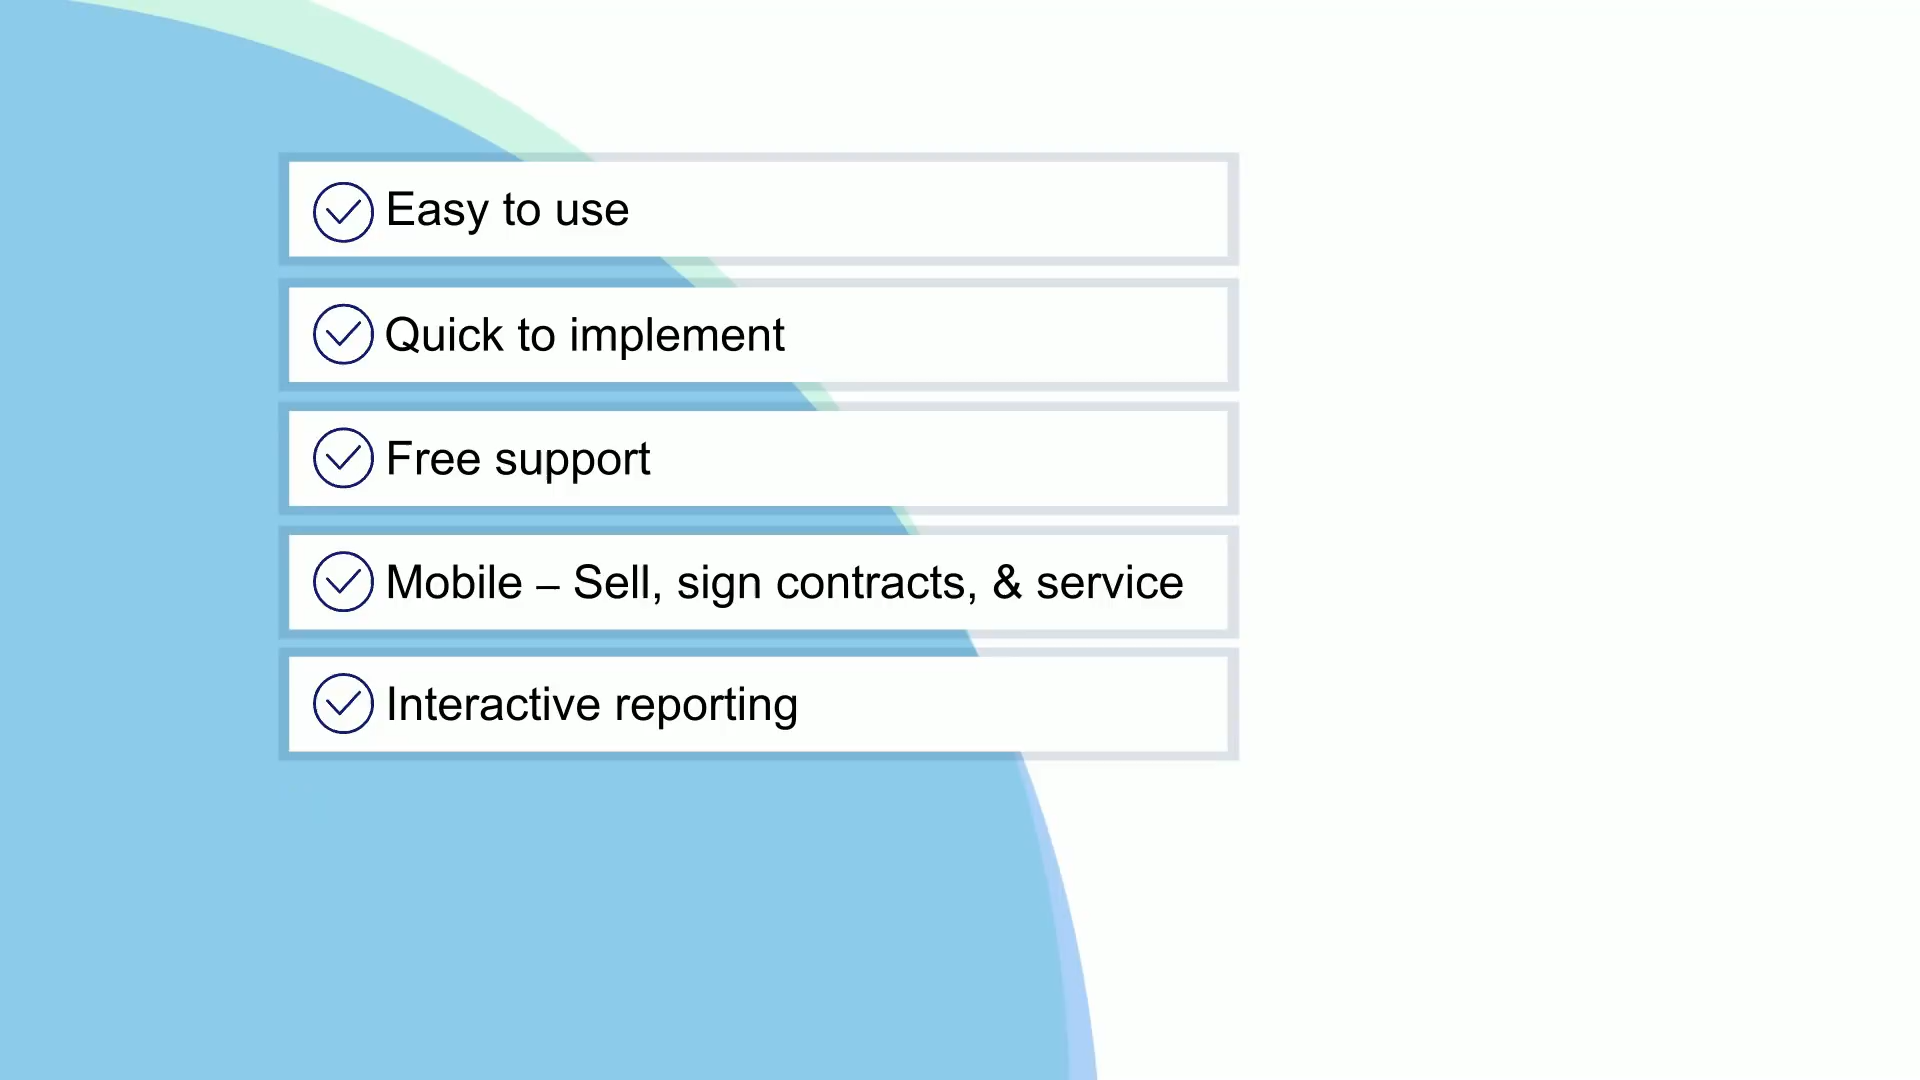 Easy to use
Quick to implement
Free support
Mobile – Sell, sign contracts, & service
Interactive reporting